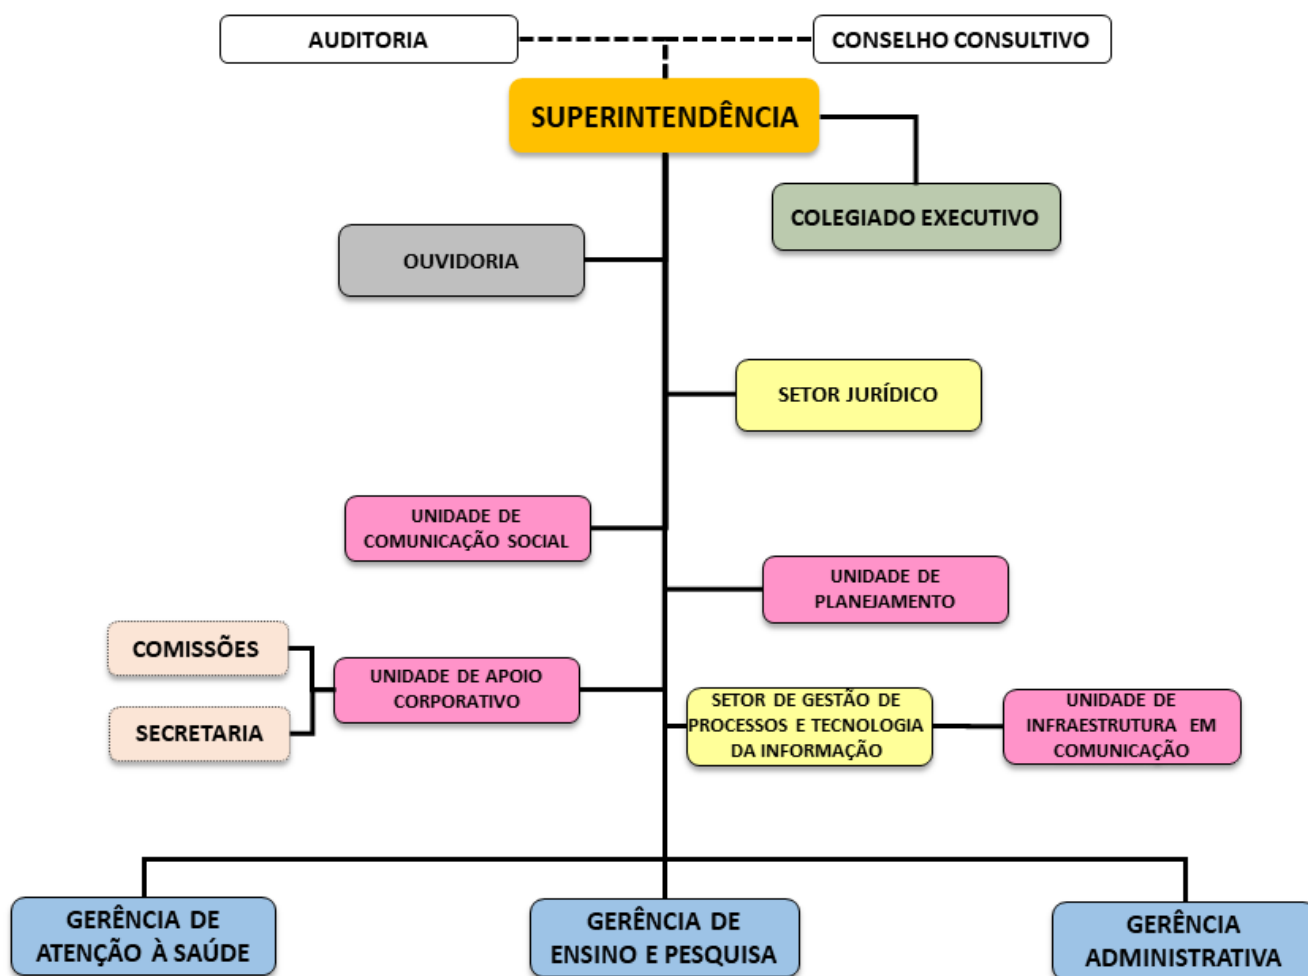 AUDITORIA
CONSELHO CONSULTIVO
SUPERINTENDÊNCIA
COLEGIADO EXECUTIVO
OUVIDORIA
SETOR JURÍDICO
UNIDADE DE
COMUNICAÇÃO SOCIAL
UNIDADE DE
PLANEJAMENTO
COMISSÕES
SECRETARIA
UNIDADE DE APOIO
CORPORATIVO
SETOR DE GESTÃO DE
PROCESSOS E TECNOLOGIA
DA INFORMAÇÃO
UNIDADE DE
INFRAESTRUTURA EM
COMUNICAÇÃO
GERÊNCIA DE
ATENÇÃO À SAÚDE
GERÊNCIA DE
ENSINO E PESQUISA
GERÊNCIA
ADMINISTRATIVA